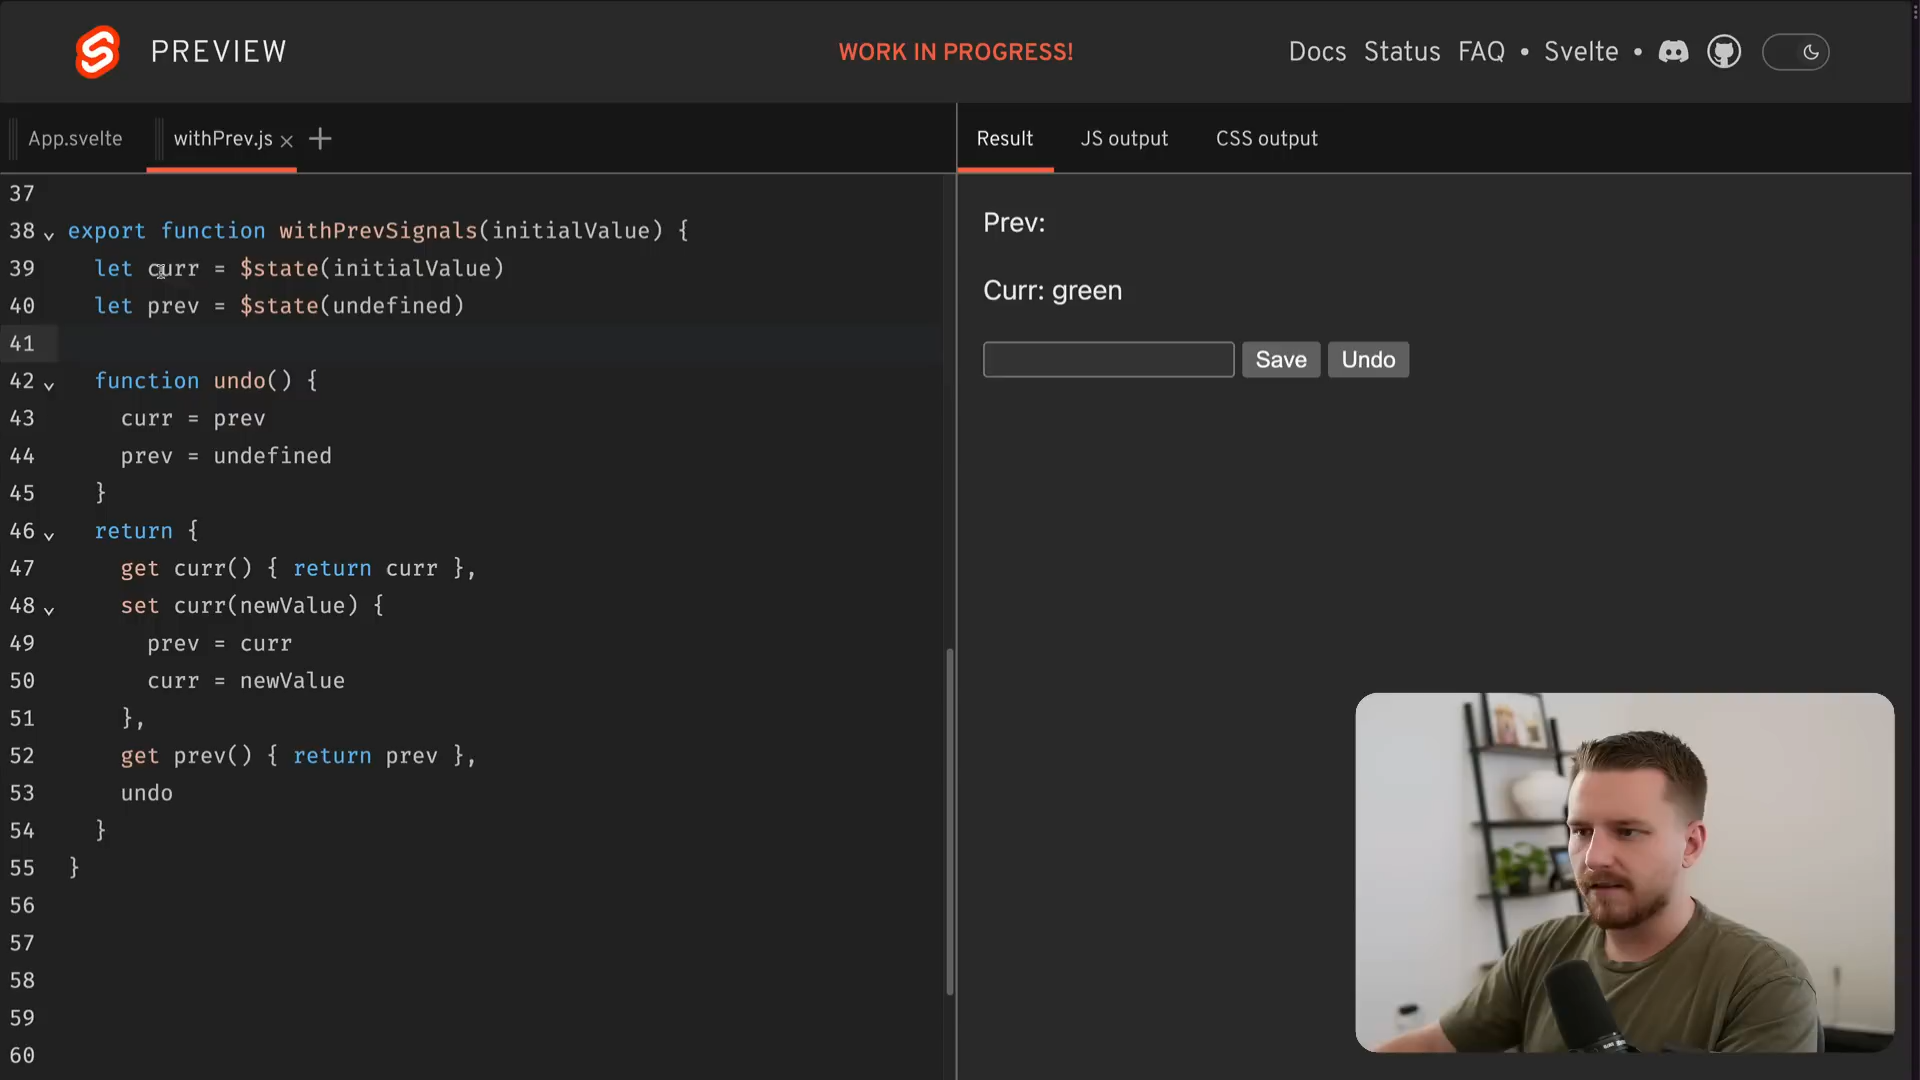 PREVIEW
WORK IN PROGRESS!
Docs Status FAQ • Svelte •
App.svelte
withPrev.js
Result
JS output
CSS output
37
38 export function withPrevSignals(initialValue) {
39 let curr = $state(initialValue)
40 let prev = $state(undefined)
41
42 function undo() {
43 curr = prev
44 prev = undefined
45 }
46 return {
47 get curr() { return curr },
48 set curr(newValue) {
49 prev = curr
50 curr = newValue
51 },
52 get prev() { return prev },
53 undo
54 }
55 }
56
57
58
59
60
Prev:
Curr: green
Save
Undo